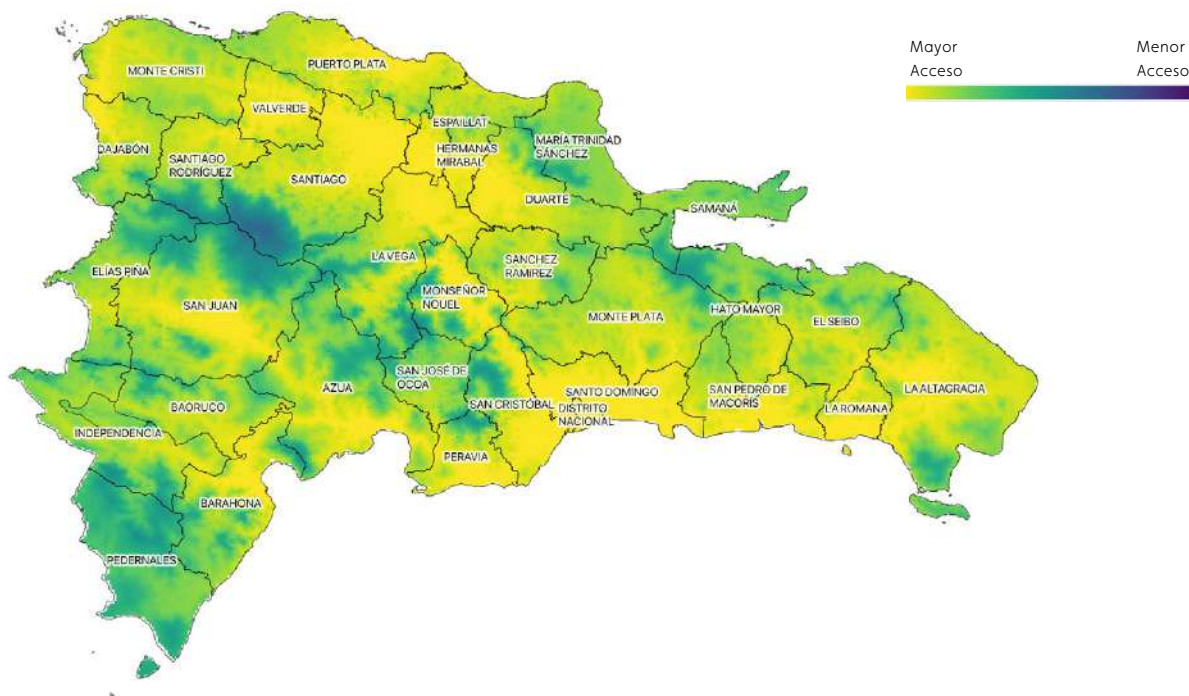 Mayor
Acceso
Menor
Acceso
MONTE CRISTI
PUERTO PLATA
VALVERDE
ESPAILLAT
DAJABÓN
SANTIAGO
RODRÍGUEZ
SANTIAGO
HERMANAS
MIRABAL
MARÍA TRINIDAD
SÁNCHEZ
DUARTE
SAMANÁ
ELÍAS PIÑA
LA VEGA
SÁNCHEZ
RAMÍREZ
SAN JUAN
MONSEÑOR
NOUEL
MONTE PLATA
HATO MAYOR
EL SEIBO
AZUA
SAN JOSÉ DE
OCOA
BAORUCO
SAN CRISTÓBAL
SANTO DOMINGO
DISTRITO
NACIONAL
SAN PEDRO DE
MACORÍS
LA ROMANA
LA ALTAGRACIA
INDEPENDENCIA
PERAVIA
BARAHONA
PEDERNALES